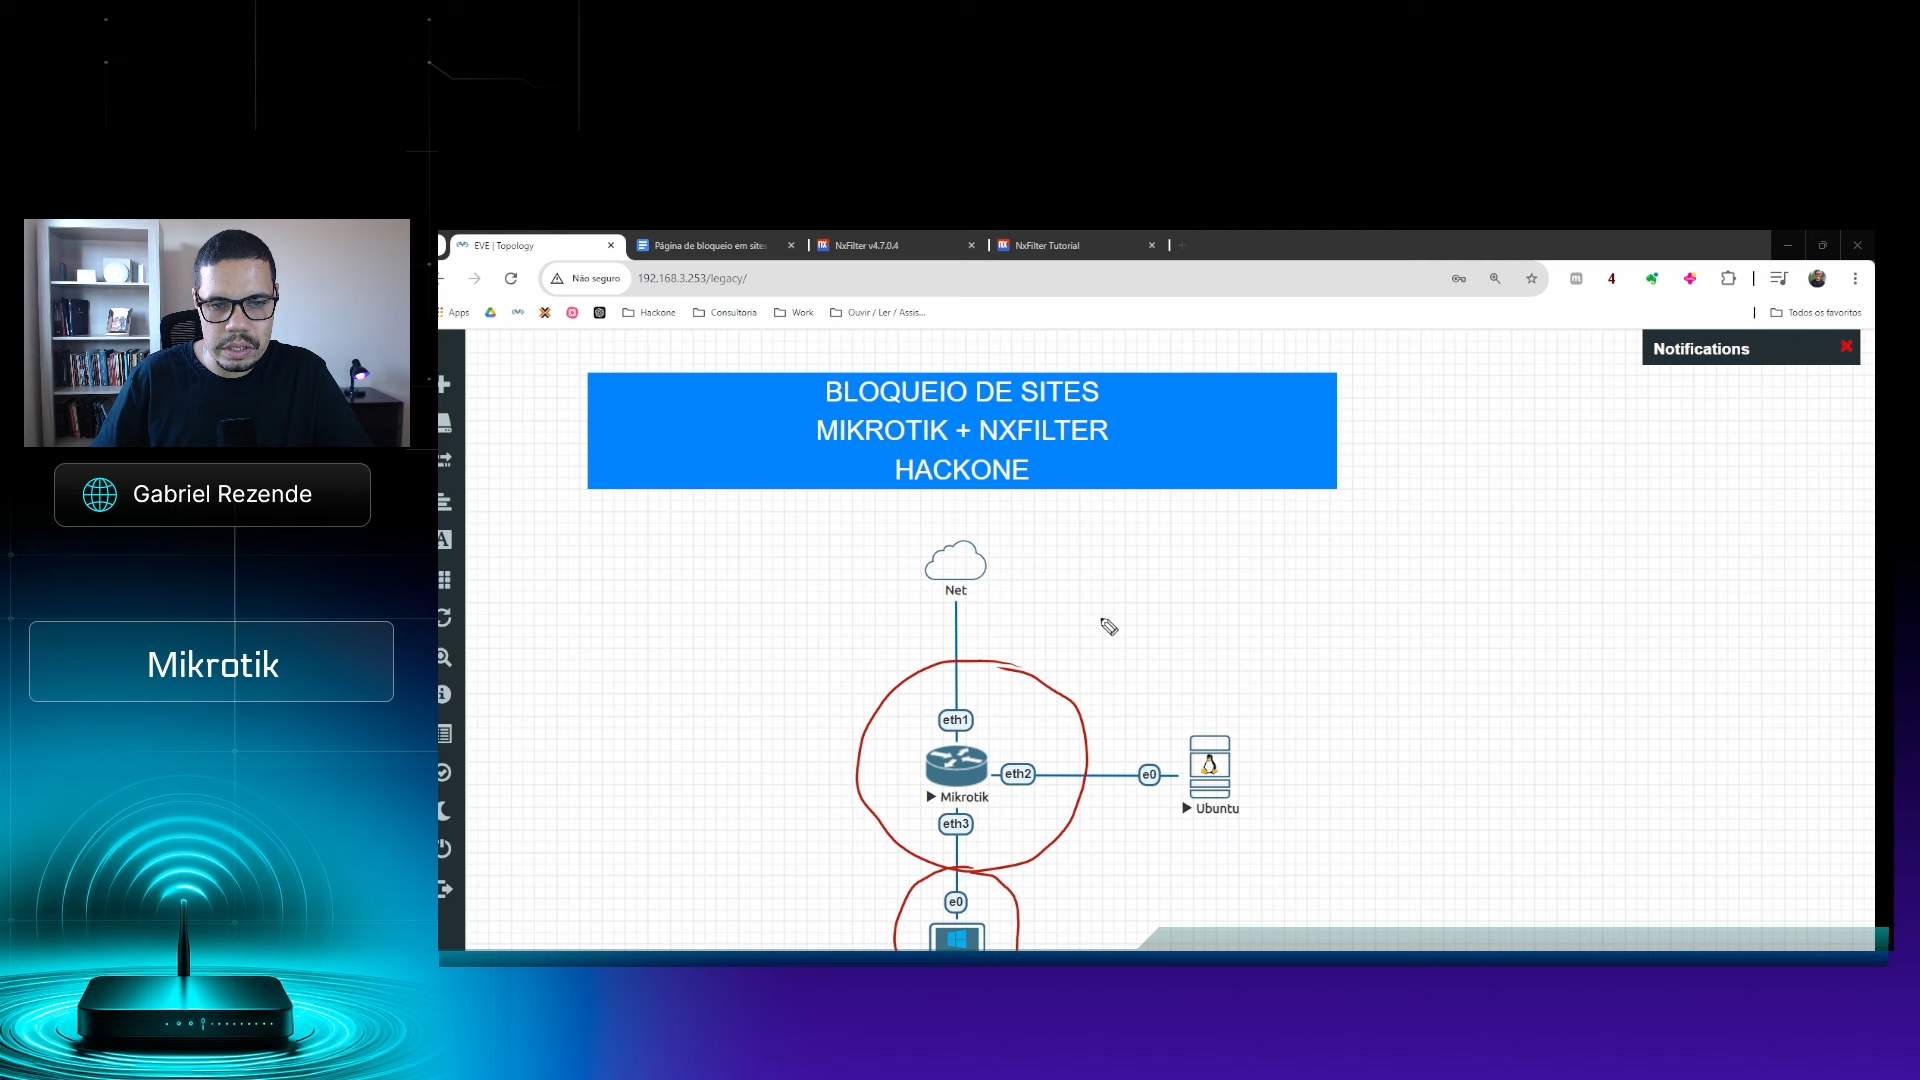 EVE | Topology
Página de bloqueio em sites
NxFilter v4.7.0.4
NxFilter Tutorial
Não seguro
192.168.3.253/legacy/
4
Apps
Hackone
Consultoria
Work
Ouvir / Ler / Assis...
Todos os favoritos
Notifications
BLOQUEIO DE SITES
MIKROTIK + NXFILTER
HACKONE
Gabriel Rezende
Mikrotik
Net
eth1
eth2
e0
Mikrotik
Ubuntu
eth3
e0